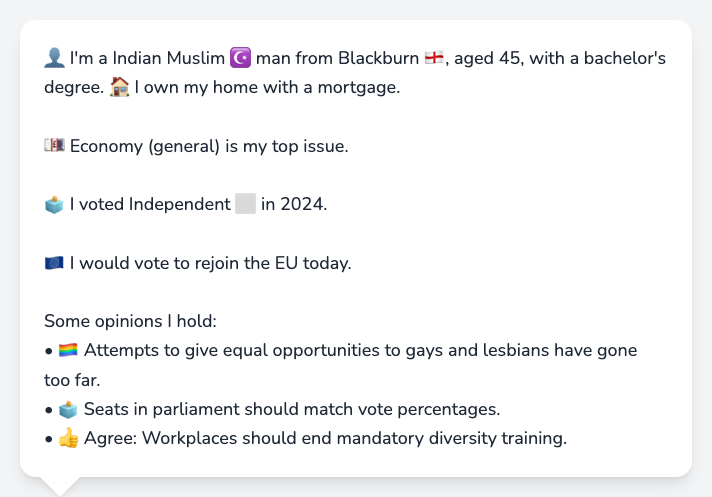 👤 I'm a Indian Muslim ☪️ man from Blackburn 🏴󠁧󠁢󠁥󠁮󠁧󠁿, aged 45, with a bachelor's
degree. 🏠 I own my home with a mortgage.
💷 Economy (general) is my top issue.
🗳️ I voted Independent ⬜ in 2024.
🇪🇺 I would vote to rejoin the EU today.
Some opinions I hold:
• 🏳️‍🌈 Attempts to give equal opportunities to gays and lesbians have gone
too far.
• 🗳️ Seats in parliament should match vote percentages.
• 👍 Agree: Workplaces should end mandatory diversity training.